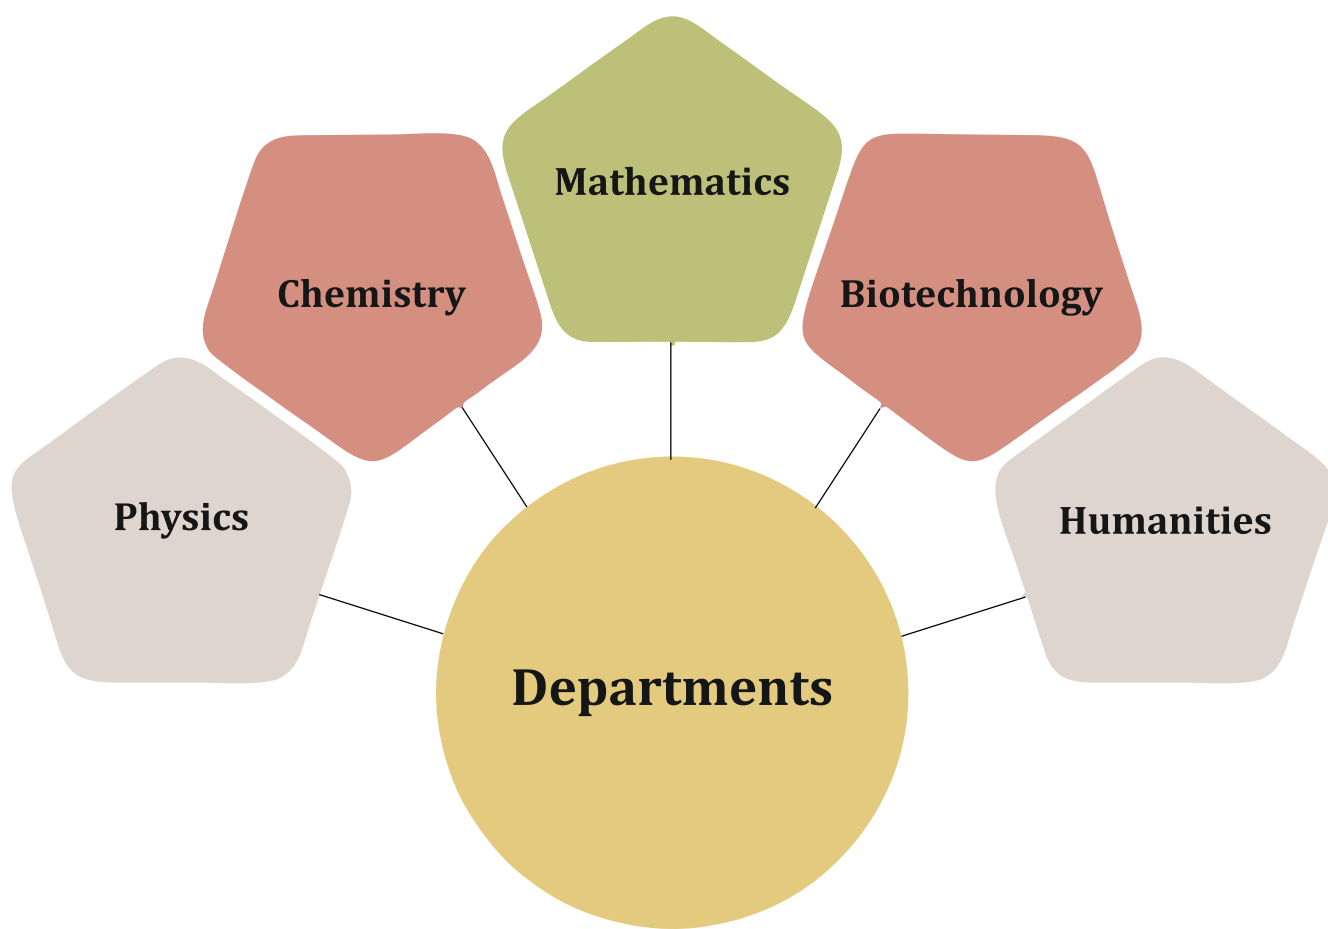 Mathematics
Chemistry
Biotechnology
Physics
Humanities
Departments